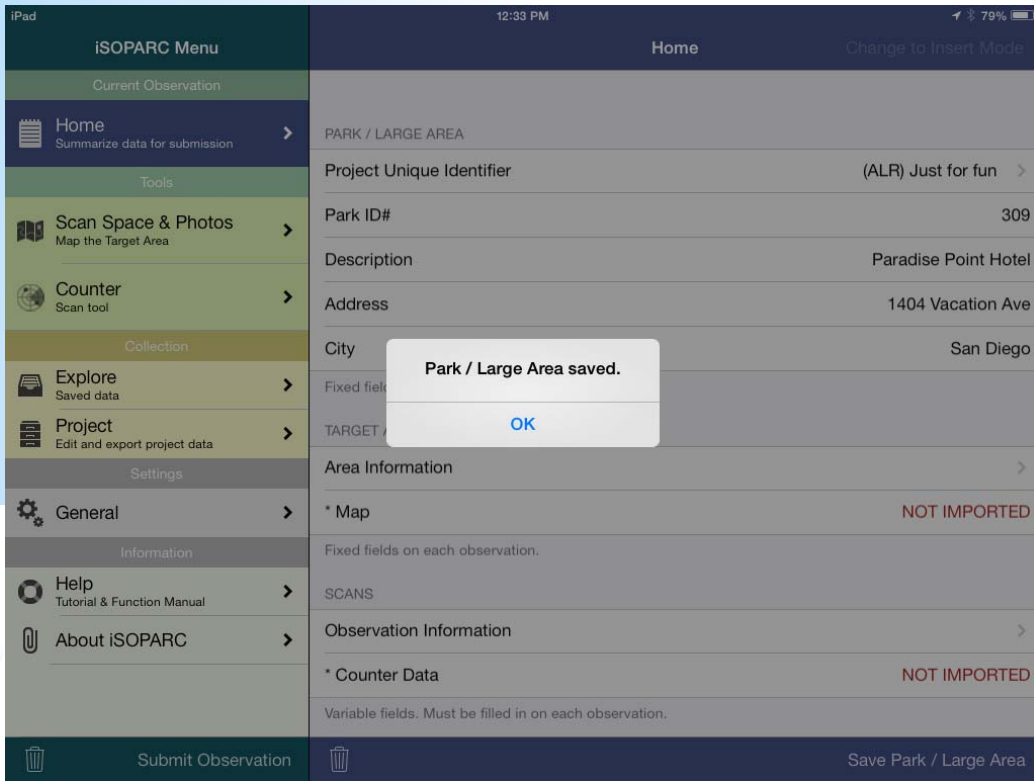 iPad
12:33 PM
79%
iSOPARC Menu
Home
Change to Insert Mode
Current Observation
Home
Summarize data for submission
Tools
Scan Space & Photos
Map the Target Area
Counter
Scan tool
Collection
Explore
Saved data
Project
Edit and export project data
Settings
General
Information
Help
Tutorial & Function Manual
About iSOPARC
Submit Observation
PARK / LARGE AREA
Project Unique Identifier (ALR) Just for fun
Park ID# 309
Description Paradise Point Hotel
Address 1404 Vacation Ave
City San Diego
Fixed
TARGET
Area Information
* Map NOT IMPORTED
Fixed fields on each observation.
SCANS
Observation Information
* Counter Data NOT IMPORTED
Variable fields. Must be filled in on each observation.
Save Park / Large Area
Park / Large Area saved.
OK